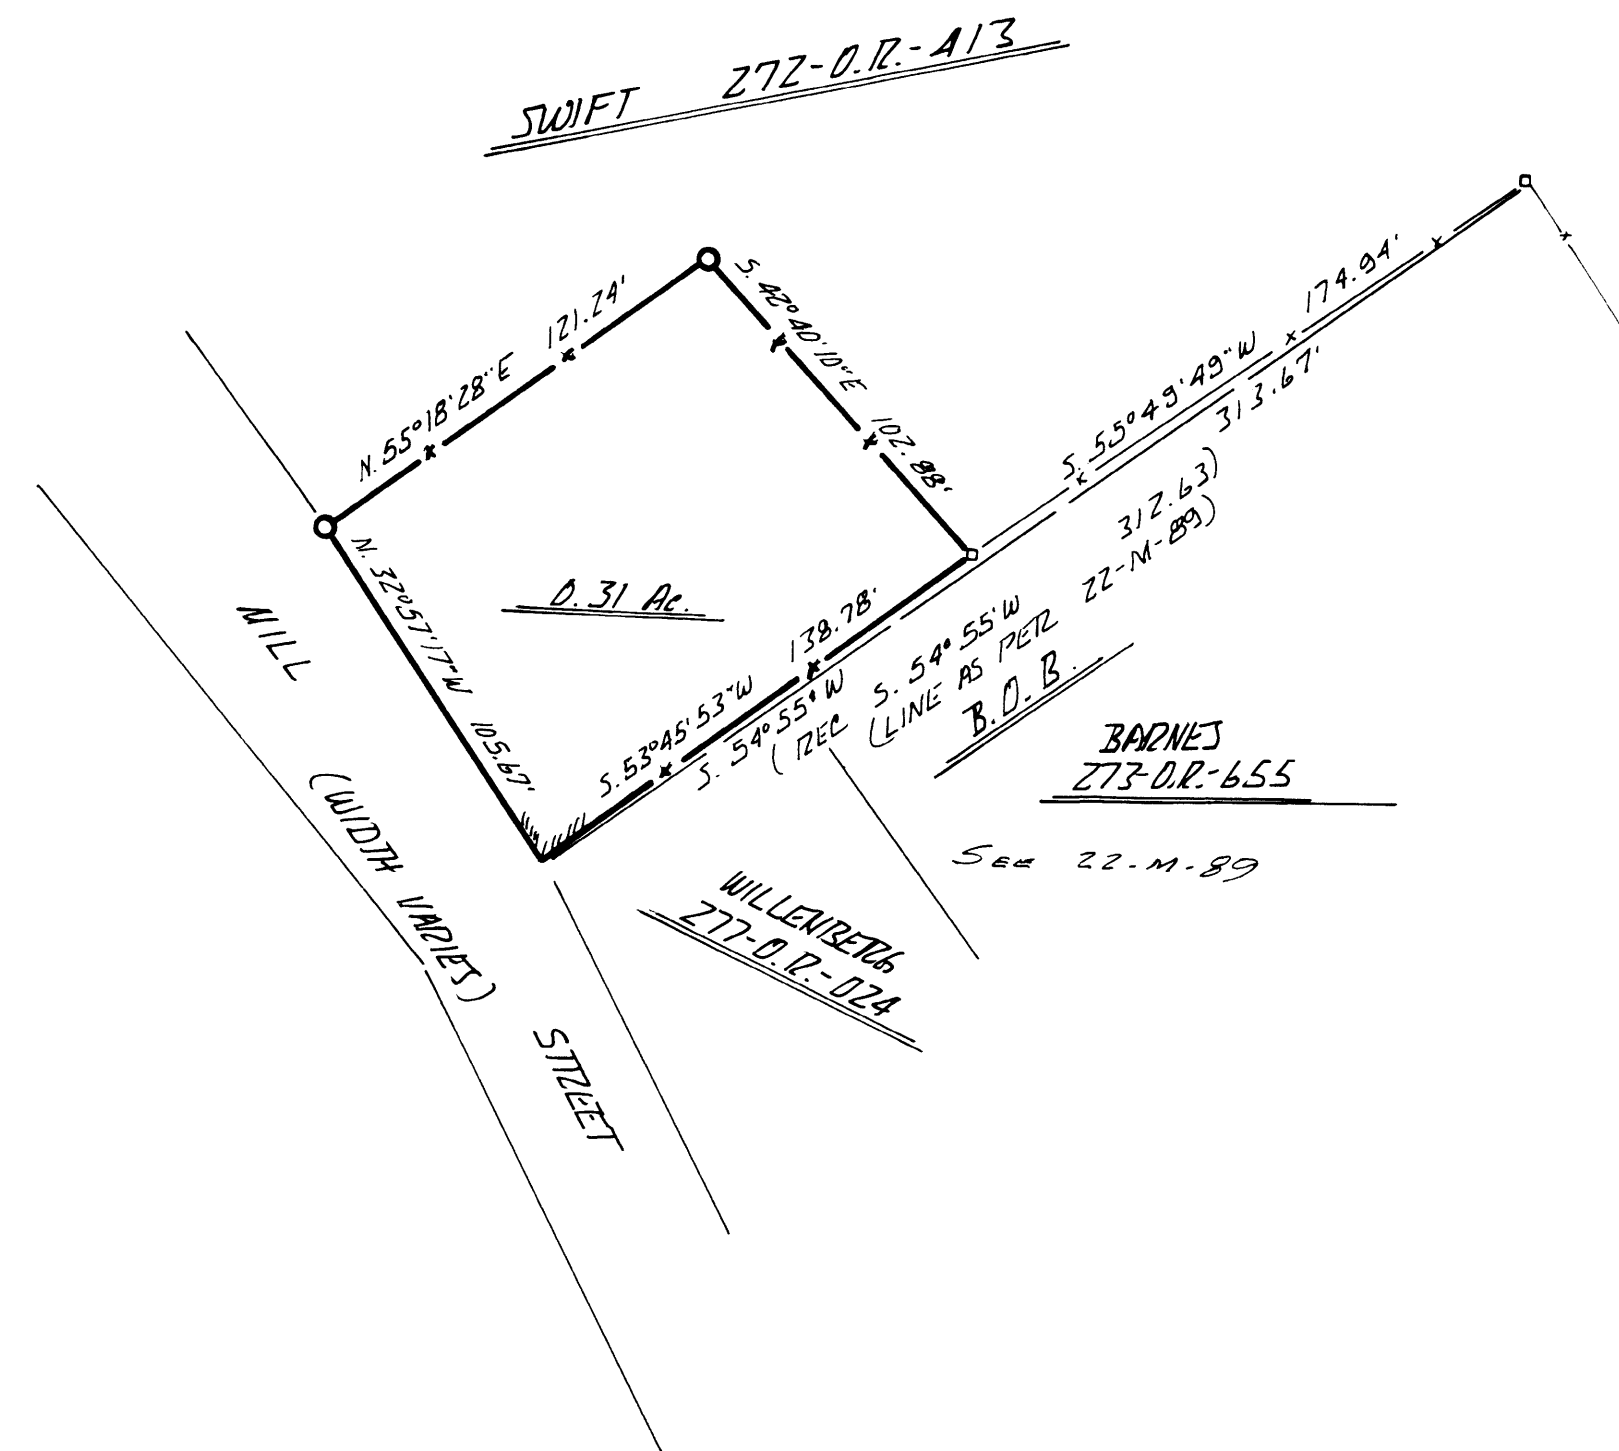 SWIFT 272-O.R.-413
N. 55°18'28"E 121.24'
S. 42°40'10"E 102.88'
S. 55°49'49"W 174.94'
313.67'
N. 32°57'17"W 105.67'
0.31 Ac.
S. 53°45'53"W 138.78'
S. 54°55'W
(REC S. 54°55'W 312.63)
(LINE AS PER 22-M-89)
B.O.B.
BARNES
273-O.R.-655
SEE 22-M-89
WILLENBERG
277-O.R.-024
MILL
(WIDTH VARIES)
STREET